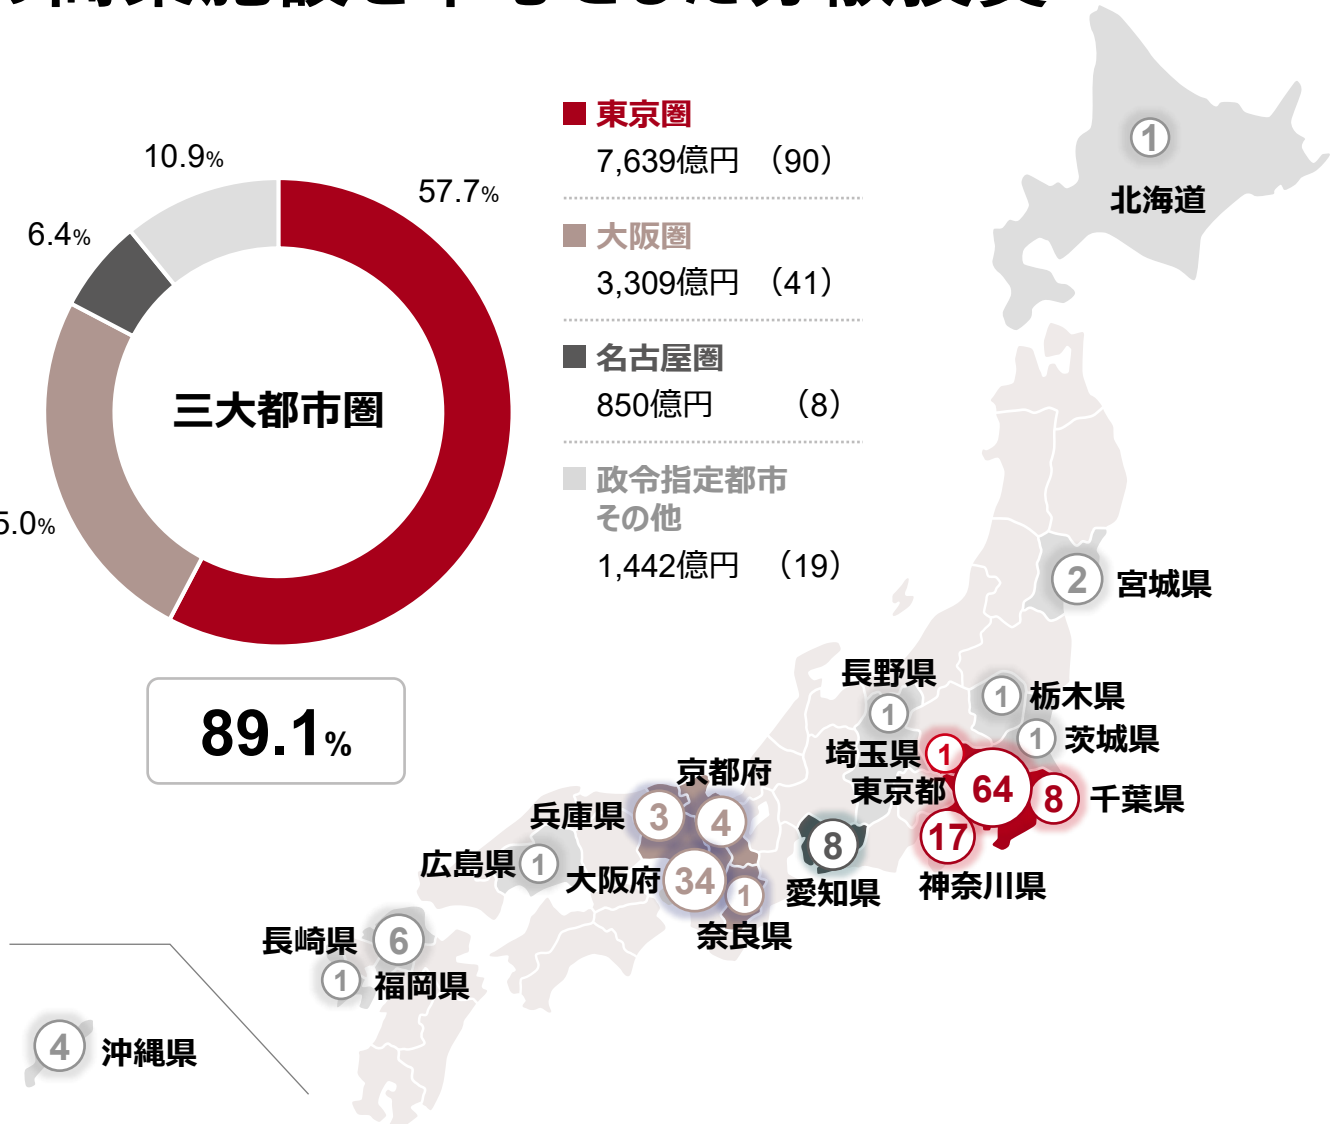 10.9%
57.7%
6.4%
5.0%
三大都市圏
89.1%
東京圏
7,639億円 （90）
大阪圏
3,309億円 （41）
名古屋圏
850億円 （8）
政令指定都市
その他
1,442億円 （19）
1
北海道
2
宮城県
長野県
1
1
栃木県
1
茨城県
埼玉県
1
東京都
64
8
千葉県
17
神奈川県
京都府
兵庫県
3
4
広島県
1
大阪府
34
1
奈良県
8
愛知県
長崎県
6
1
福岡県
4
沖縄県